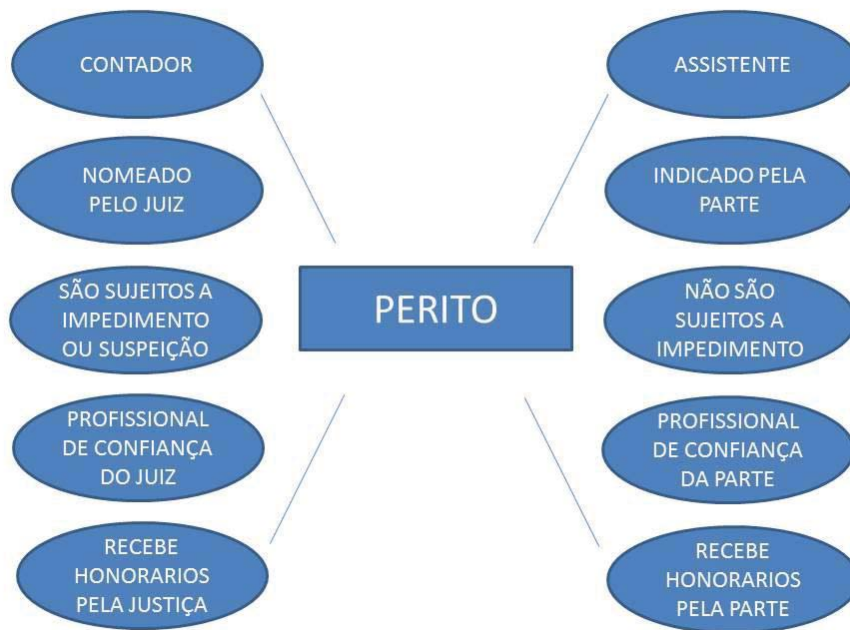 CONTADOR
NOMEADO
PELO JUIZ
SÃO SUJEITOS A
IMPEDIMENTO
OU SUSPEIÇÃO
PROFISSIONAL
DE CONFIANÇA
DO JUIZ
RECEBE
HONORARIOS
PELA JUSTIÇA
PERITO
ASSISTENTE
INDICADO PELA
PARTE
NÃO SÃO
SUJEITOS A
IMPEDIMENTO
PROFISSIONAL
DE CONFIANÇA
DA PARTE
RECEBE
HONORARIOS
PELA PARTE